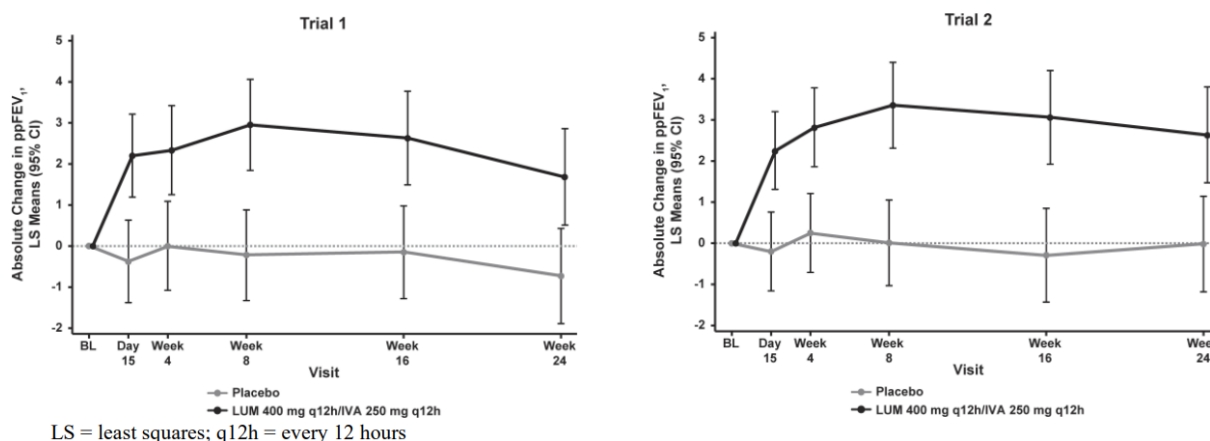 Trial 1
Absolute Change in ppFEV₁,
LS Means (95% CI)
5
4
3
2
1
0
-1
-2
BL
Day
15
Week
4
Week
8
Week
16
Week
24
Visit
Placebo
LUM 400 mg q12h/IVA 250 mg q12h
Trial 2
Absolute Change in ppFEV₁,
LS Means (95% CI)
5
4
3
2
1
0
-1
-2
BL
Day
15
Week
4
Week
8
Week
16
Week
24
Visit
Placebo
LUM 400 mg q12h/IVA 250 mg q12h
LS = least squares; q12h = every 12 hours